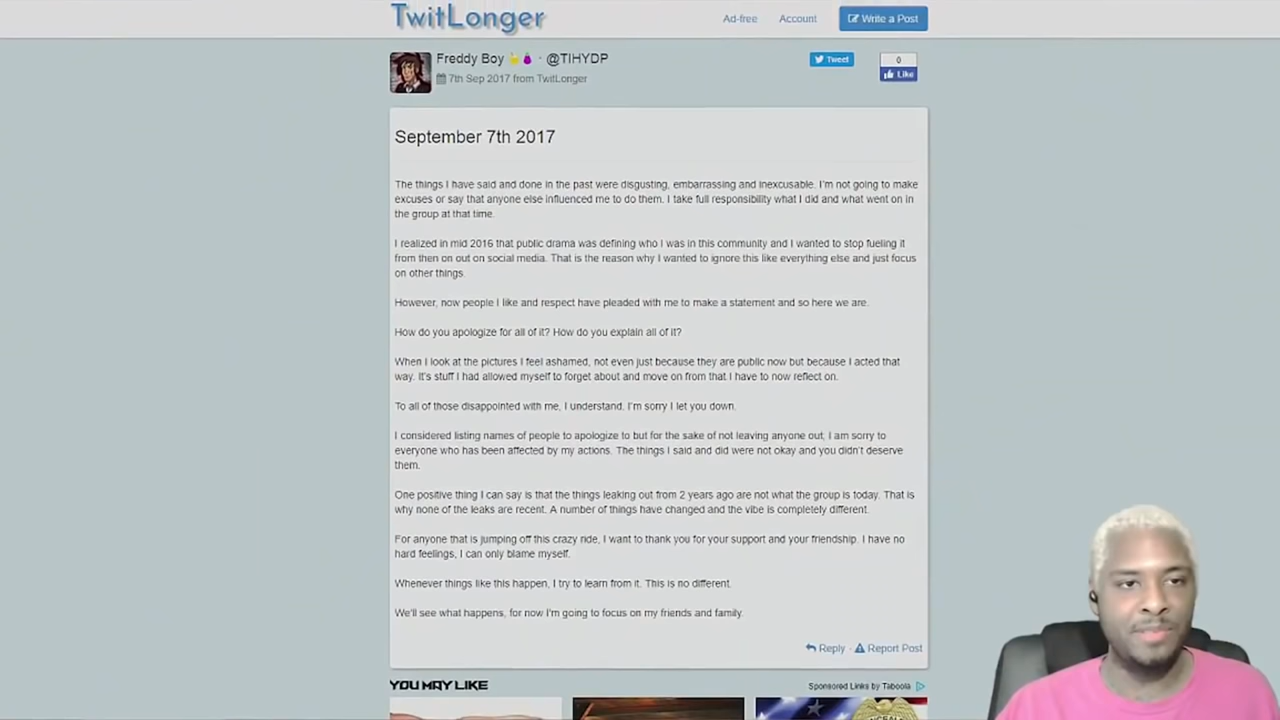 TwitLonger
Ad-free
Account
Write a Post
Freddy Boy · @TIHYDP
7th Sep 2017 from TwitLonger
Tweet
0
Like
September 7th 2017
The things I have said and done in the past were disgusting, embarrassing and inexcusable. I'm not going to make
excuses or say that anyone else influenced me to do them. I take full responsibility what I did and what went on in
the group at that time.
I realized in mid 2016 that public drama was defining who I was in this community and I wanted to stop fueling it
from then on out on social media. That is the reason why I wanted to ignore this like everything else and just focus
on other things.
However, now people I like and respect have pleaded with me to make a statement and so here we are.
How do you apologize for all of it? How do you explain all of it?
When I look at the pictures I feel ashamed, not even just because they are public now but because I acted that
way. It's stuff I had allowed myself to forget about and move on from that I have to now reflect on.
To all of those disappointed with me, I understand. I'm sorry I let you down.
I considered listing names of people to apologize to but for the sake of not leaving anyone out, I am sorry to
everyone who has been affected by my actions. The things I said and did were not okay and you didn't deserve
them.
One positive thing I can say is that the things leaking out from 2 years ago are not what the group is today. That is
why none of the leaks are recent. A number of things have changed and the vibe is completely different.
For anyone that is jumping off this crazy ride, I want to thank you for your support and your friendship. I have no
hard feelings, I can only blame myself.
Whenever things like this happen, I try to learn from it. This is no different.
We'll see what happens, for now I'm going to focus on my friends and family.
Reply · Report Post
YOU MAY LIKE
Sponsored Links by Taboola